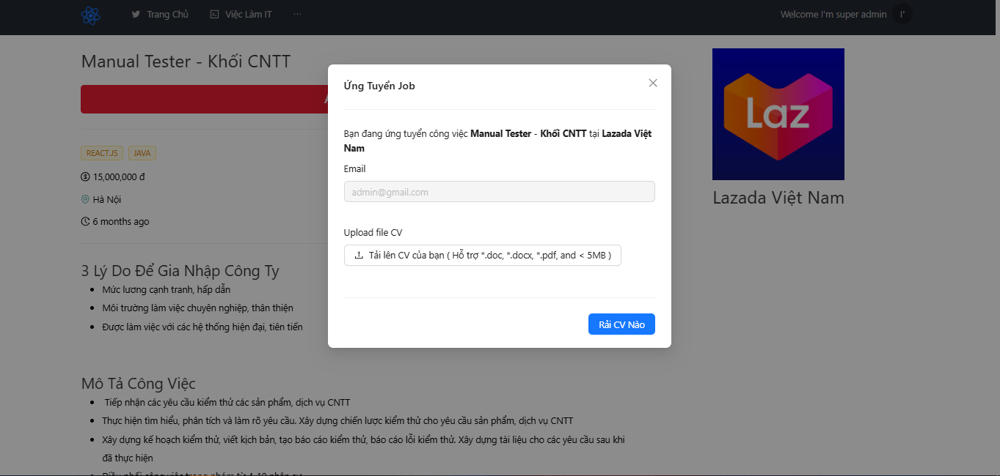 Trang Chủ
Việc Làm IT
...
Welcome I'm super admin
I'
Manual Tester - Khối CNTT
REACT.JS
JAVA
15,000,000 đ
Hà Nội
6 months ago
3 Lý Do Để Gia Nhập Công Ty
Mức lương cạnh tranh, hấp dẫn
Môi trường làm việc chuyên nghiệp, thân thiện
Được làm việc với các hệ thống hiện đại, tiên tiến
Mô Tả Công Việc
Tiếp nhận các yêu cầu kiểm thử các sản phẩm, dịch vụ CNTT
Thực hiện tìm hiểu, phân tích và làm rõ yêu cầu. Xây dựng chiến lược kiểm thử cho yêu cầu sản phẩm, dịch vụ CNTT
Xây dựng kế hoạch kiểm thử, viết kịch bản, tạo báo cáo kiểm thử, báo cáo lỗi kiểm thử. Xây dựng tài liệu cho các yêu cầu sau khi
đã thực hiện
Ứng Tuyển Job
Bạn đang ứng tuyển công việc Manual Tester - Khối CNTT tại Lazada Việt
Nam
Email
admin@gmail.com
Upload file CV
Tải lên CV của bạn ( Hỗ trợ *.doc, *.docx, *.pdf, and < 5MB )
Rải CV Nào
Laz
Lazada Việt Nam